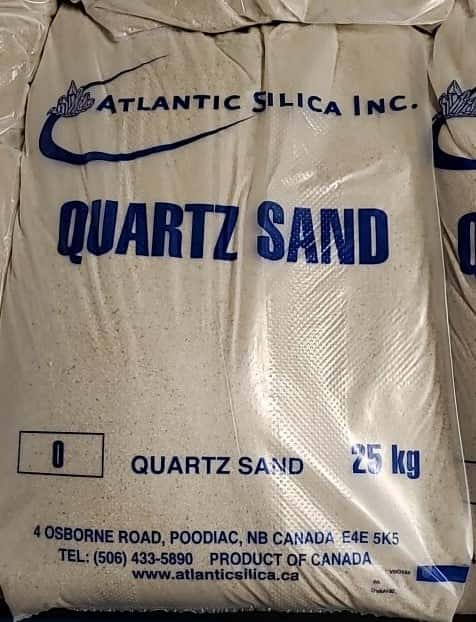 ATLANTIC SILICA INC.
QUARTZ SAND
0
QUARTZ SAND 25 kg
4 OSBORNE ROAD, POODIAC, NB CANADA E4E 5K5
TEL: (506) 433-5890 PRODUCT OF CANADA
www.atlanticsilica.ca